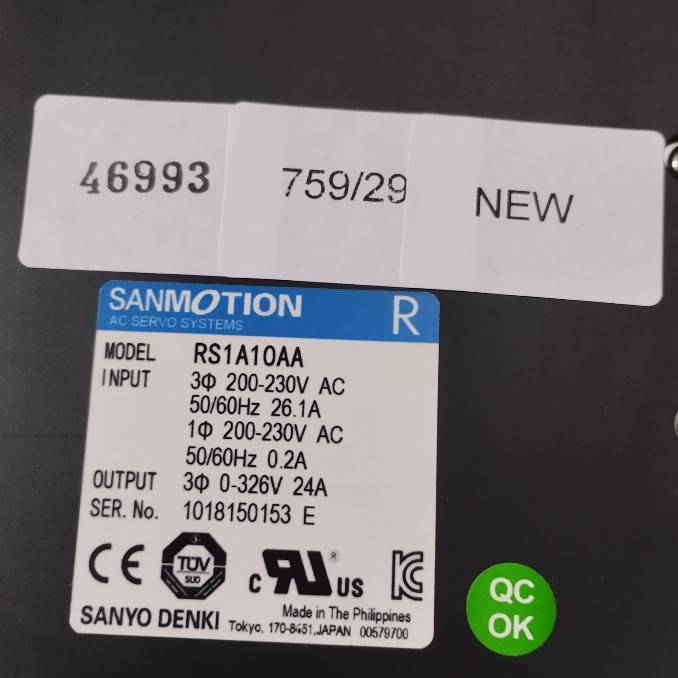 46993
759/29
NEW
SANMOTION R
AC SERVO SYSTEMS
MODEL RS1A10AA
INPUT 3Φ 200-230V AC
50/60Hz 26.1A
1Φ 200-230V AC
50/60Hz 0.2A
OUTPUT 3Φ 0-326V 24A
SER. No. 1018150153 E
CE
TÜV
SÜD
c RU ® US
KC
SANYO DENKI
Made in The Philippines
Tokyo. 170-8451,JAPAN 00579700
QC
OK